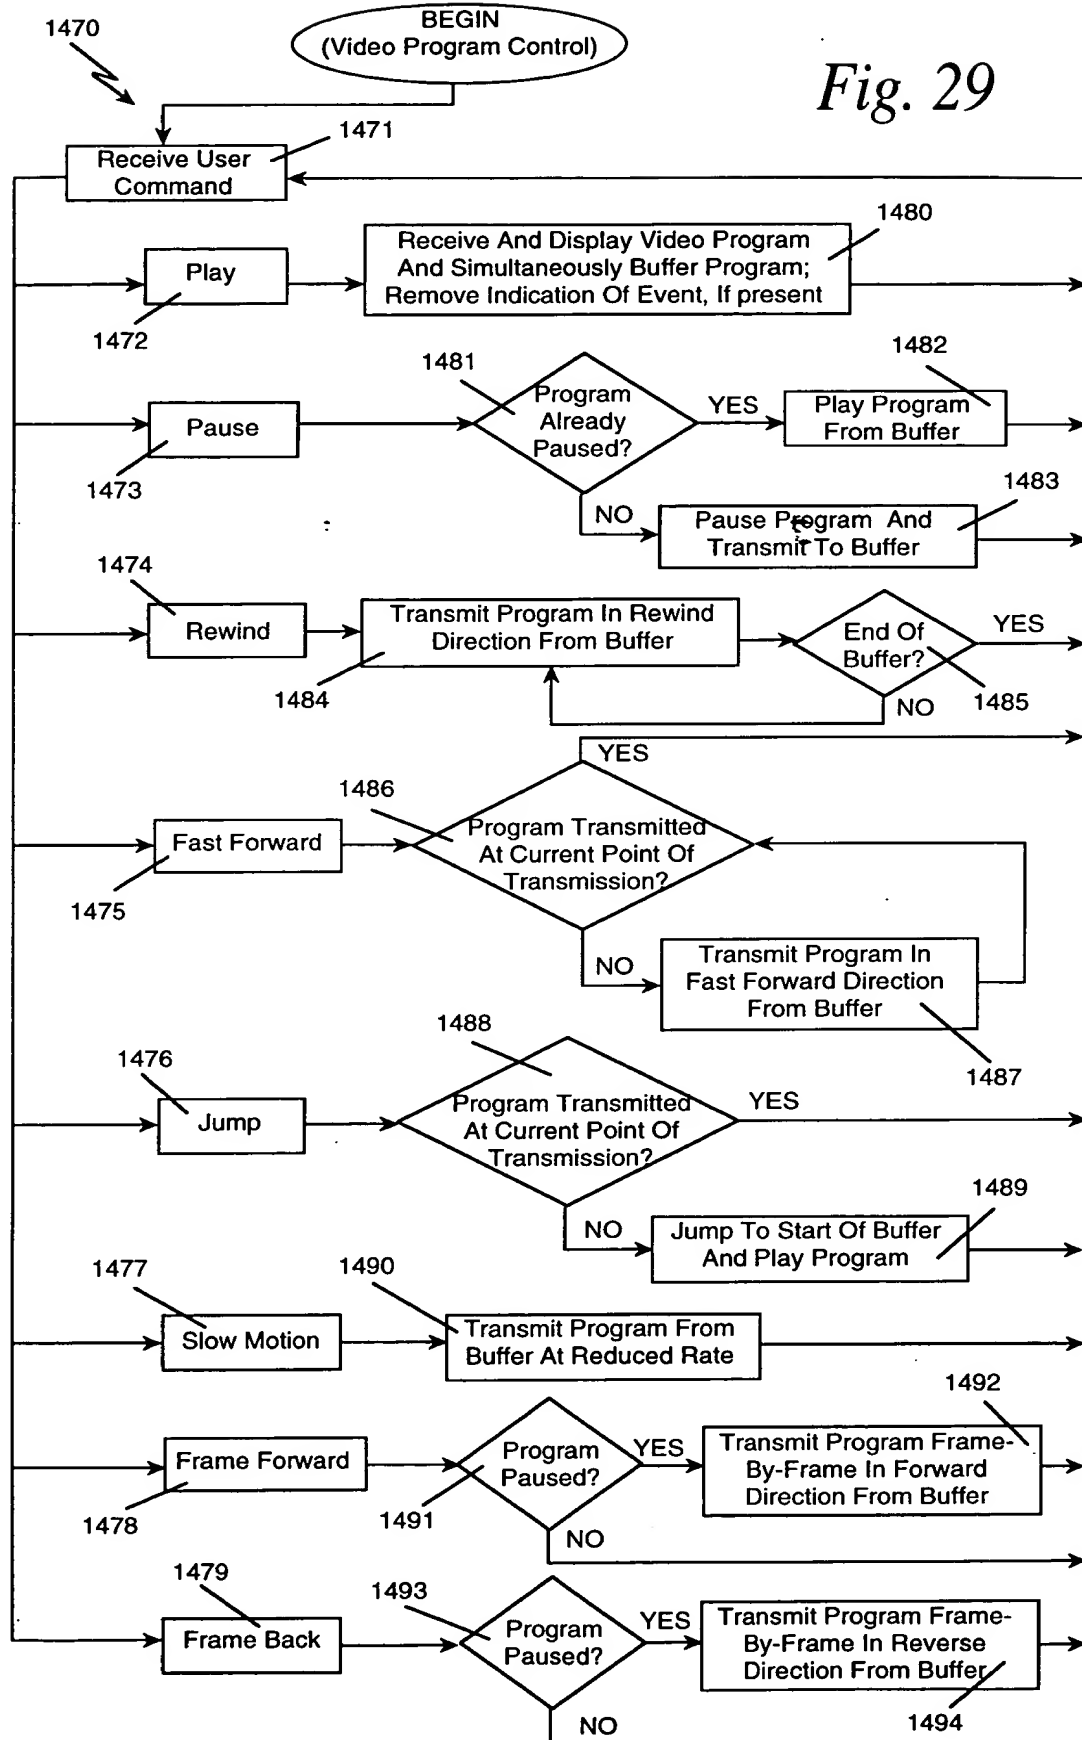 1470
BEGIN
(Video Program Control)
Fig. 29
1471
Receive User
Command
1480
Receive And Display Video Program
And Simultaneously Buffer Program;
Remove Indication Of Event, If present
Play
1472
1481
1482
Program
Already
Paused?
YES
Play Program
From Buffer
Pause
1473
NO
1483
Pause Program And
Transmit To Buffer
1474
Rewind
Transmit Program In Rewind
Direction From Buffer
1484
End Of
Buffer?
YES
1485
NO
YES
1486
Fast Forward
1475
Program Transmitted
At Current Point Of
Transmission?
NO
Transmit Program In
Fast Forward Direction
From Buffer
1487
1488
1476
Jump
Program Transmitted
At Current Point Of
Transmission?
YES
1489
NO
Jump To Start Of Buffer
And Play Program
1477
1490
Slow Motion
Transmit Program From
Buffer At Reduced Rate
1492
Frame Forward
1478
Program
Paused?
1491
YES
Transmit Program Frame-
By-Frame In Forward
Direction From Buffer
NO
1479
1493
Frame Back
Program
Paused?
YES
Transmit Program Frame-
By-Frame In Reverse
Direction From Buffer
1494
NO